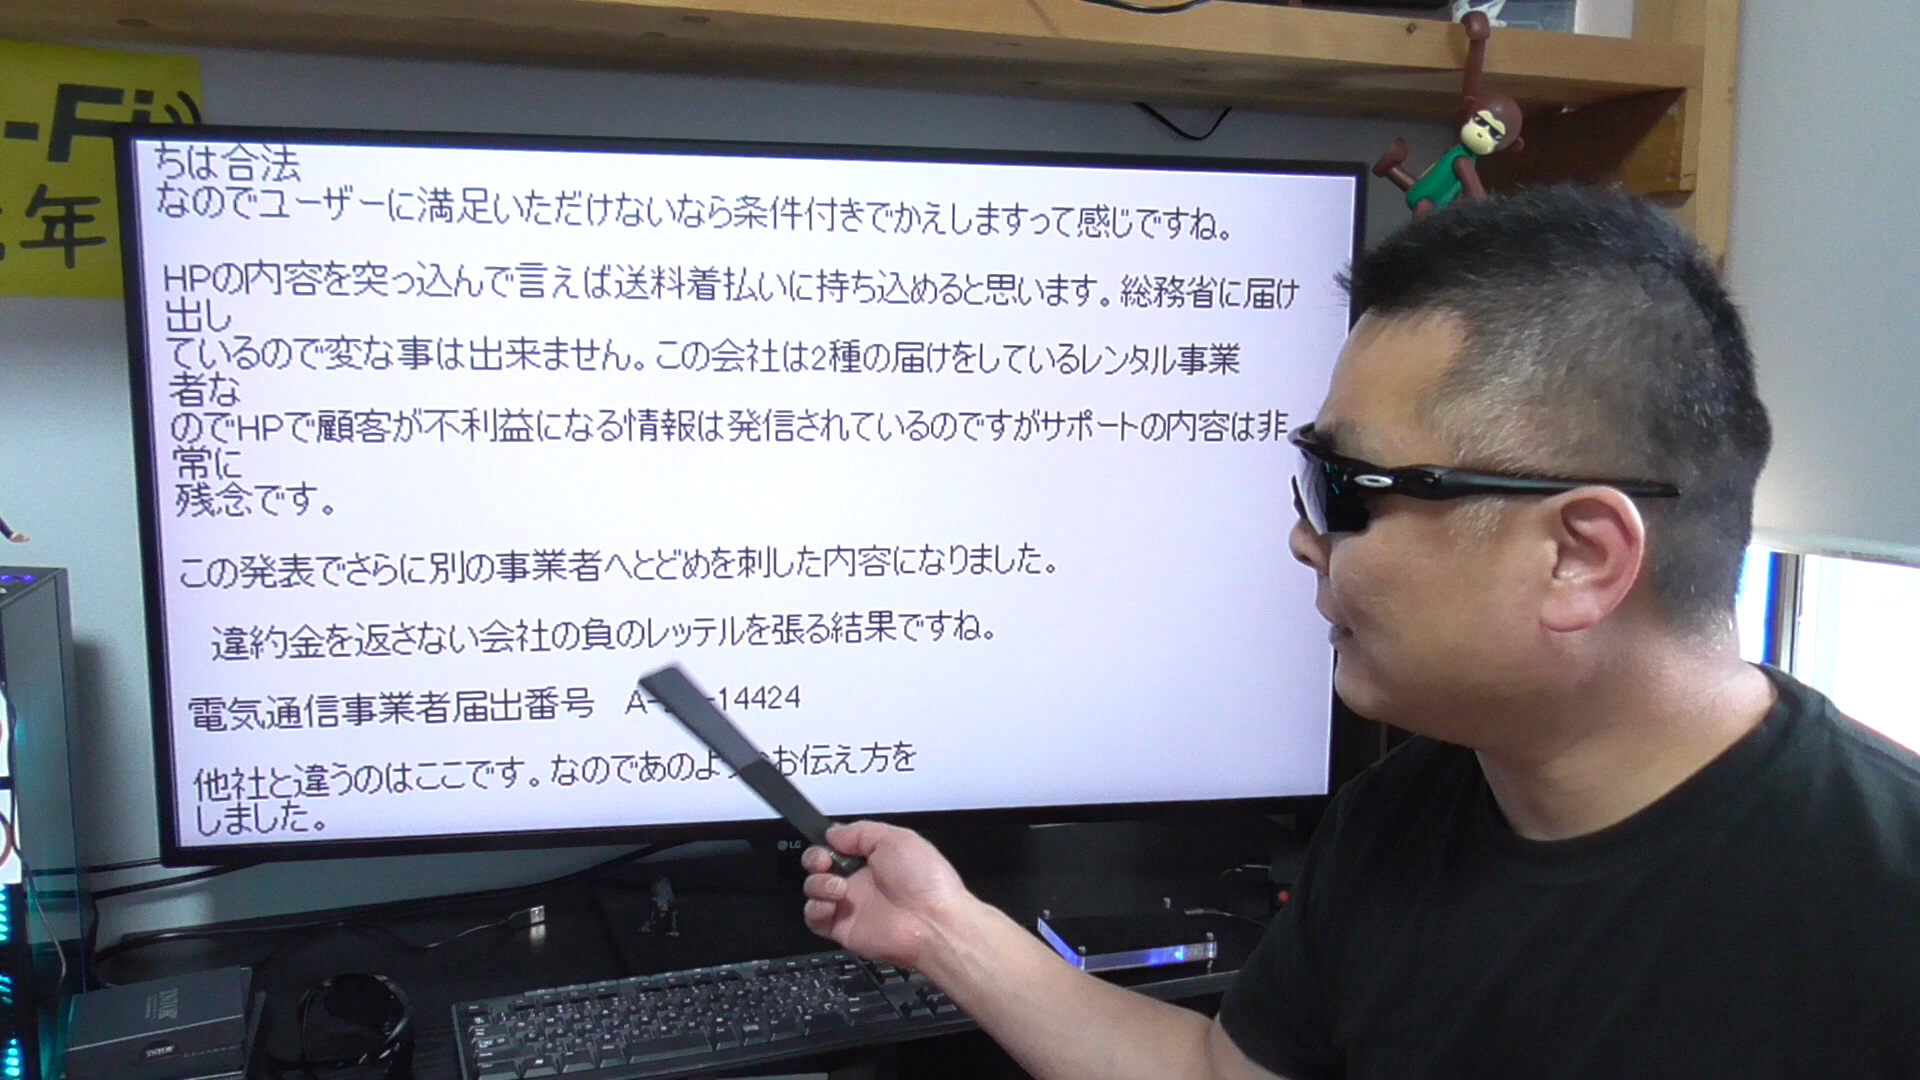 -Fi
年
ちは合法
なのでユーザーに満足いただけないなら条件付きでかえしますって感じですね。
HPの内容を突っ込んで言えば送料着払いに持ち込めると思います。総務省に届け
出し
ているので変な事は出来ません。この会社は2種の届けをしているレンタル事業
者な
のでHPで顧客が不利益になる情報は発信されているのですがサポートの内容は非
常に
残念です。
この発表でさらに別の事業者へとどめを刺した内容になりました。
違約金を返さない会社の負のレッテルを張る結果ですね。
電気通信事業者届出番号 A- -14424
他社と違うのはここです。なのであのよ お伝え方を
しました。
LG